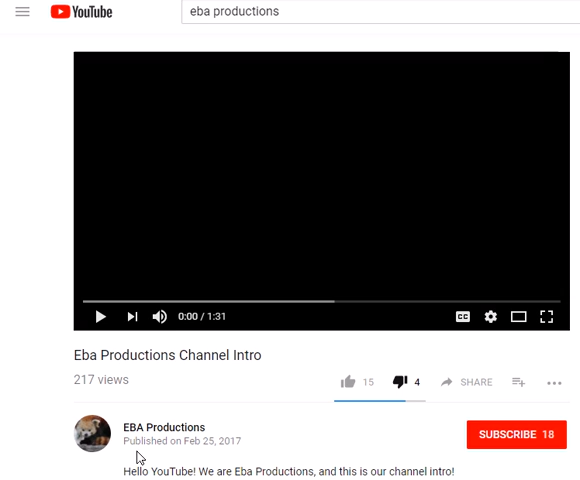 YouTube
eba productions
0:00 / 1:31
CC
Eba Productions Channel Intro
217 views
15 4 SHARE
EBA Productions
Published on Feb 25, 2017
SUBSCRIBE 18
Hello YouTube! We are Eba Productions, and this is our channel intro!